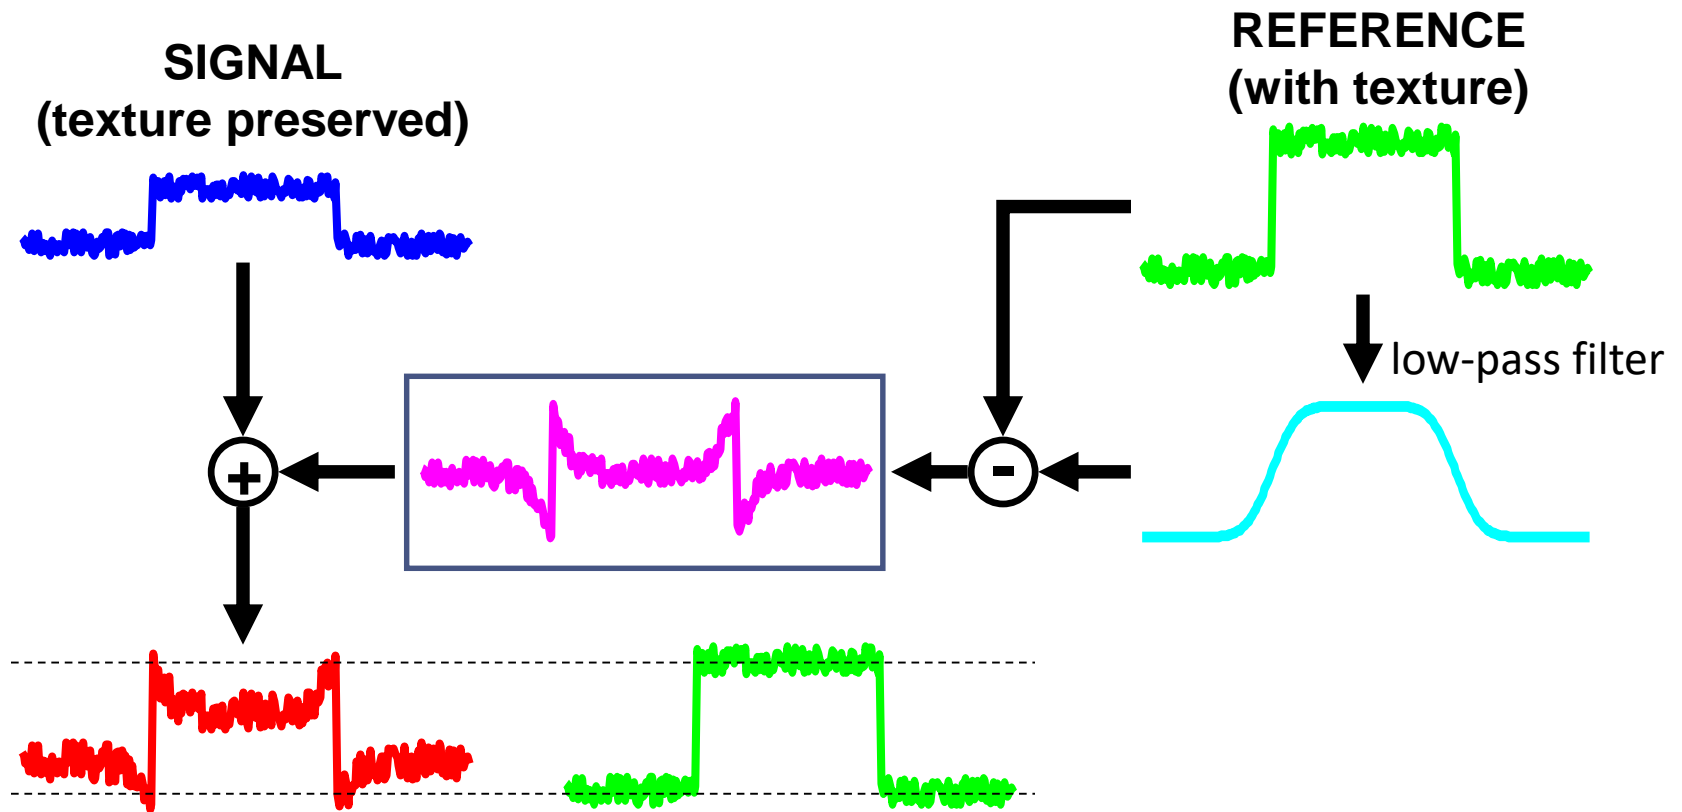 SIGNAL
(texture preserved)
REFERENCE
(with texture)
low-pass filter
+
-